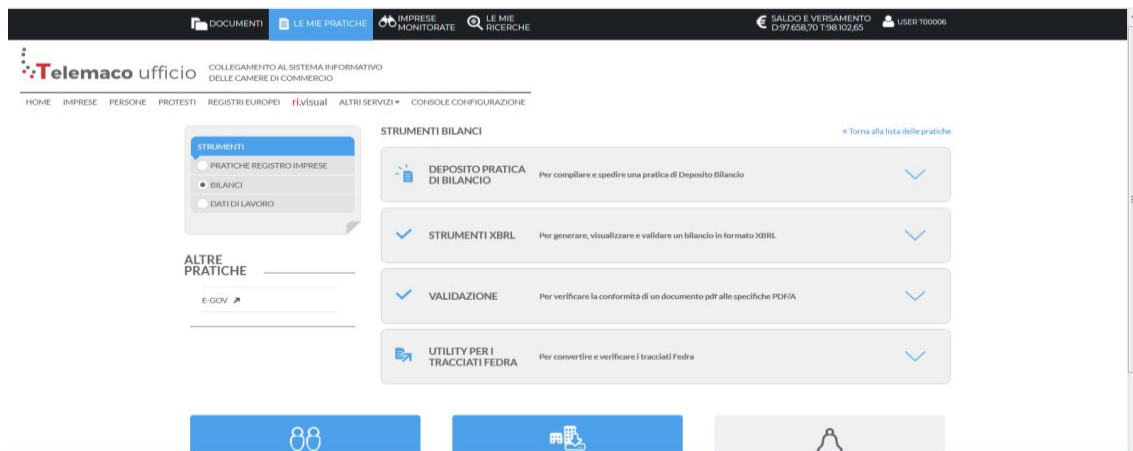 DOCUMENTI
LE MIE PRATICHE
IMPRESE
MONITORATE
LE MIE
RICERCHE
€ SALDO E VERSAMENTO
D:97.658,70 T:98.102,65
USER T00006
Telemaco ufficio
COLLEGAMENTO AL SISTEMA INFORMATIVO
DELLE CAMERE DI COMMERCIO
HOME IMPRESE PERSONE PROTESTI REGISTRI EUROPEI ri.visual ALTRI SERVIZI CONSOLE CONFIGURAZIONE
STRUMENTI
PRATICHE REGISTRO IMPRESE
BILANCI
DATI DI LAVORO
ALTRE
PRATICHE
E-GOV
STRUMENTI BILANCI
« Torna alla lista delle pratiche
DEPOSITO PRATICA
DI BILANCIO
Per compilare e spedire una pratica di Deposito Bilancio
STRUMENTI XBRL
Per generare, visualizzare e validare un bilancio in formato XBRL
VALIDAZIONE
Per verificare la conformità di un documento pdf alle specifiche PDF/A
UTILITY PER I
TRACCIATI FEDRA
Per convertire e verificare i tracciati Fedra